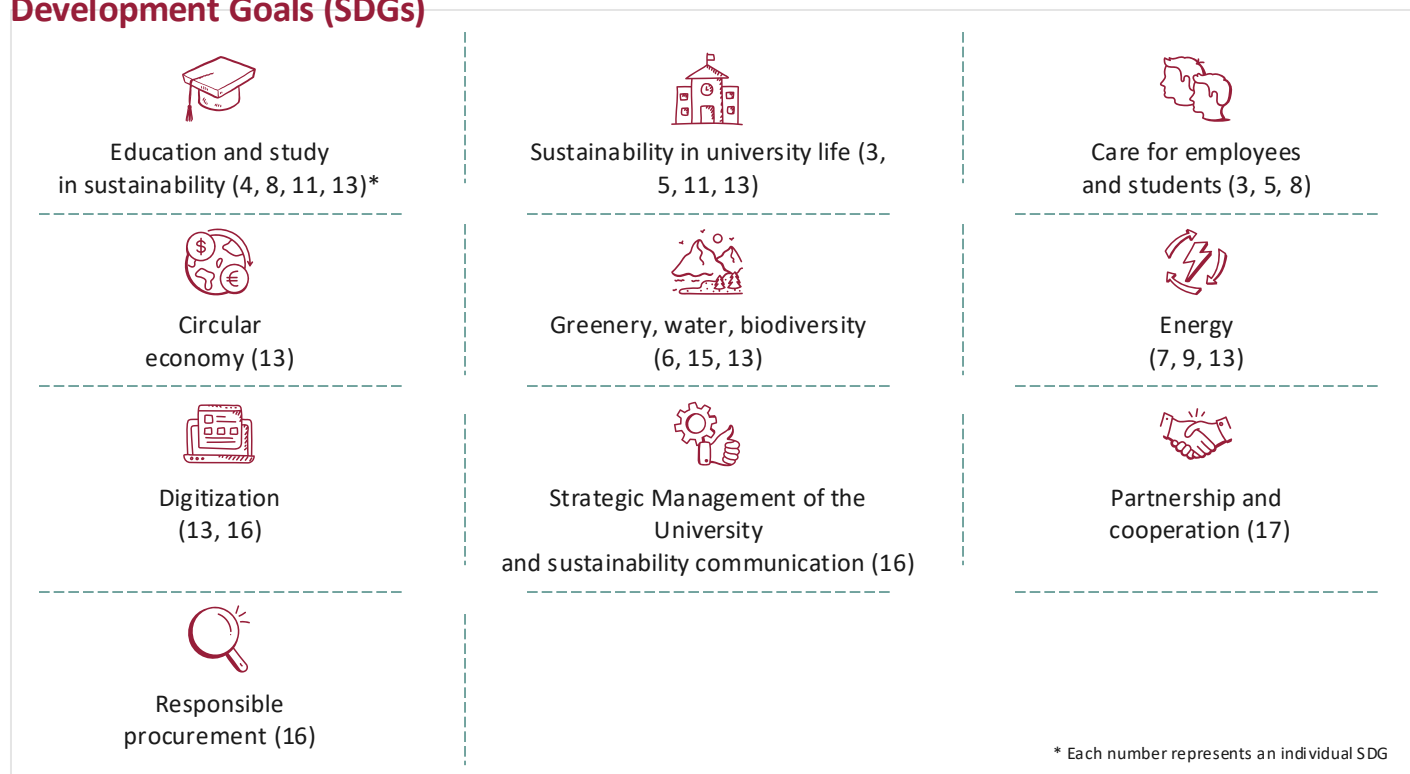 Development Goals (SDGs)
Education and study
in sustainability (4, 8, 11, 13)*
Sustainability in university life (3,
5, 11, 13)
Care for employees
and students (3, 5, 8)
$
€
Circular
economy (13)
Greenery, water, biodiversity
(6, 15, 13)
Energy
(7, 9, 13)
Digitization
(13, 16)
Strategic Management of the
University
and sustainability communication (16)
Partnership and
cooperation (17)
Responsible
procurement (16)
* Each number represents an individual SDG